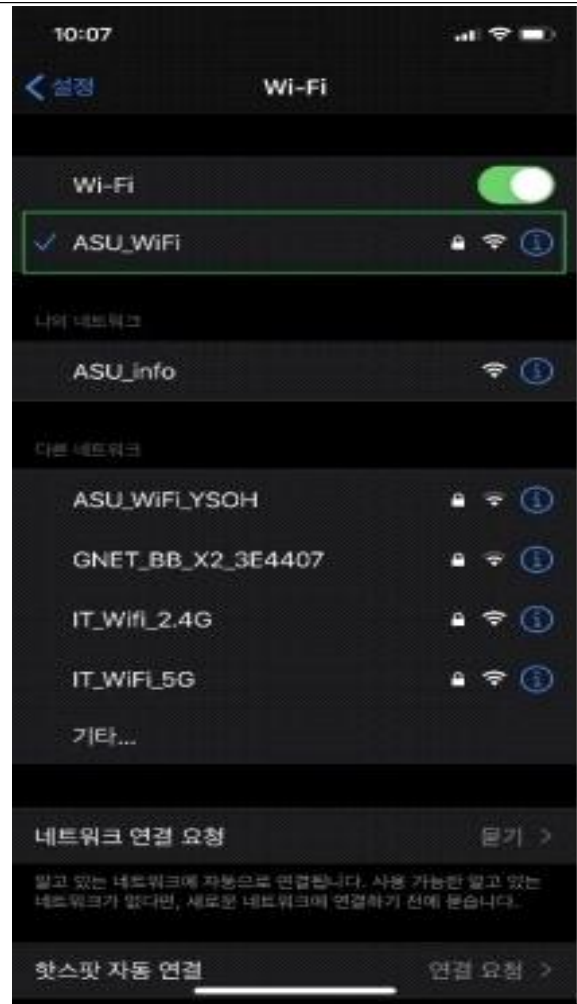 10:07
설정
Wi-Fi
Wi-Fi
ASU_WiFi
나의 네트워크
ASU_info
다른 네트워크
ASU_WiFi_YSOH
GNET_BB_X2_3E4407
IT_Wifi_2.4G
IT_WiFi_5G
기타...
네트워크 연결 요청 묻기
알고 있는 네트워크에 자동으로 연결됩니다. 사용 가능한 알고 있는
네트워크가 없다면, 새로운 네트워크에 연결하기 전에 묻습니다.
핫스팟 자동 연결 연결 요청